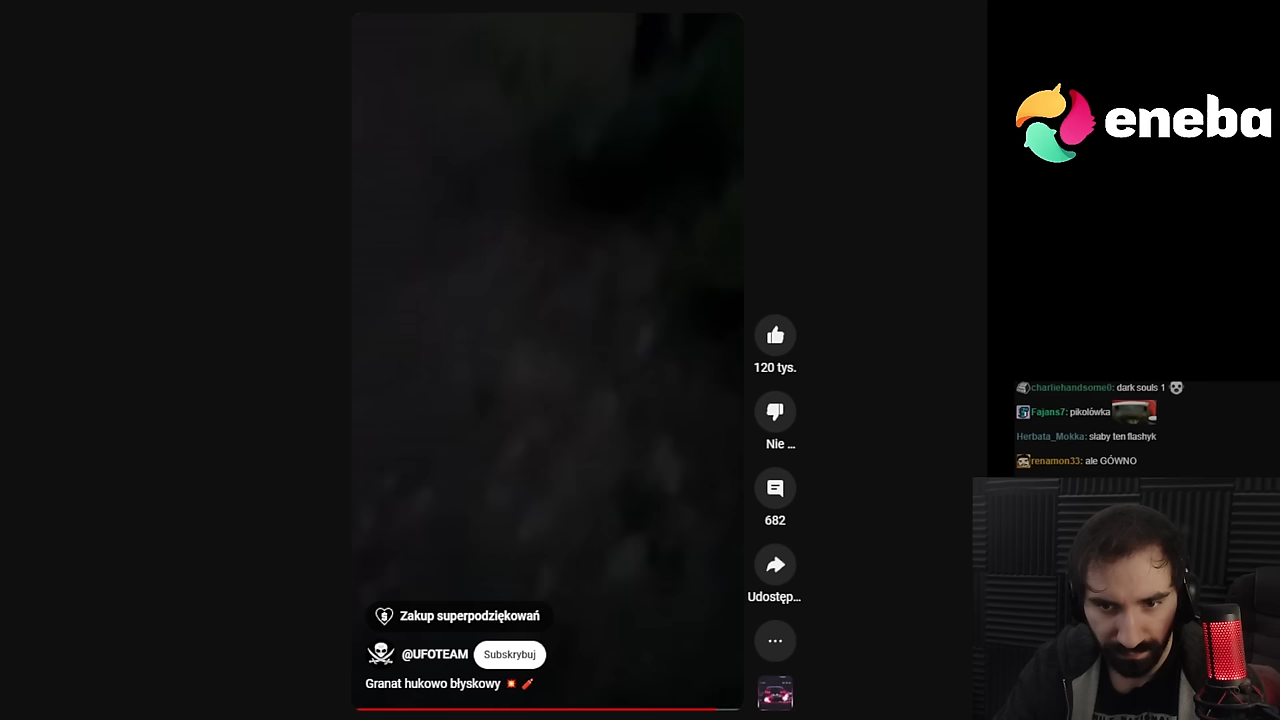 eneba
120 tys.
Nie ...
682
Udostęp...
Zakup superpodziękowań
@UFOTEAM
Subskrybuj
Granat hukowo błyskowy
charliehandsome0: dark souls 1
Fajans7: pikolówka
Herbata_Mokka: słaby ten flashyk
renamon33: ale GÓWNO